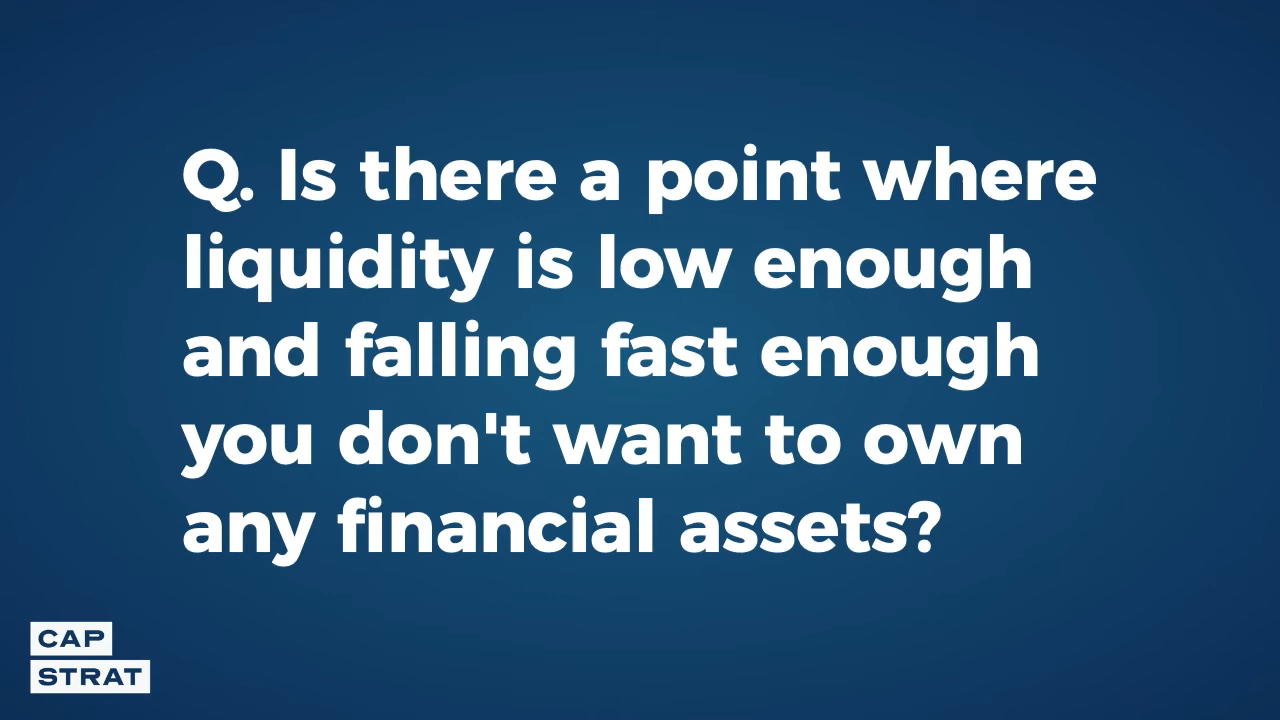 Q. Is there a point where
liquidity is low enough
and falling fast enough
you don't want to own
any financial assets?
CAP
STRAT